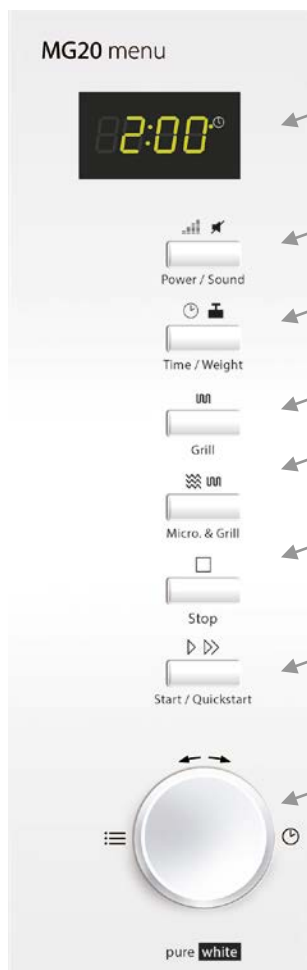 MG20 menu
2:00
Power / Sound
Time / Weight
Grill
Micro. & Grill
Stop
Start / Quickstart
pure white